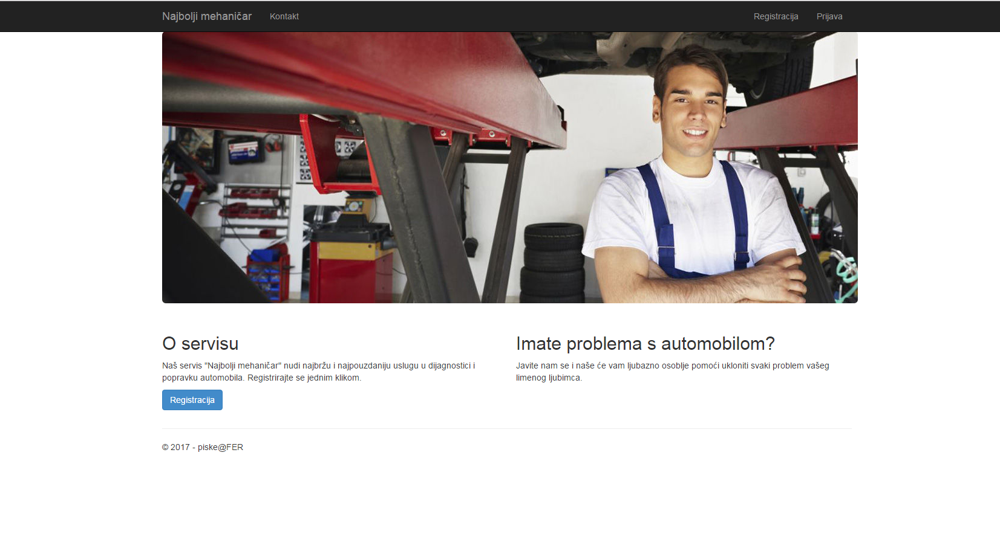 Najbolji mehaničar
Kontakt
Registracija
Prijava
O servisu
Naš servis "Najbolji mehaničar" nudi najbržu i najpouzdaniju uslugu u dijagnostici i
popravku automobila. Registrirajte se jednim klikom.
Registracija
Imate problema s automobilom?
Javite nam se i naše će vam ljubazno osoblje pomoći ukloniti svaki problem vašeg
limenog ljubimca.
© 2017 - piske@FER